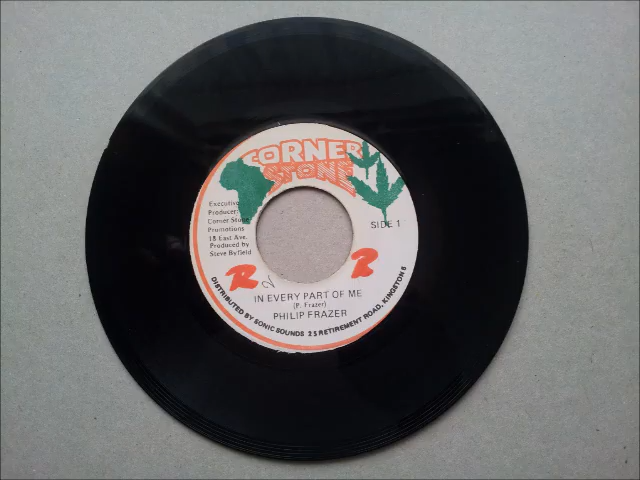 CORNER
STONE
Executive
Producer:
Corner Stone
Promotions
18 East Ave.
Produced by
Steve Byfield
SIDE 1
R 2
IN EVERY PART OF ME
(P. Frazer)
PHILIP FRAZER
DISTRIBUTED BY SONIC SOUNDS 25 RETIREMENT ROAD, KINGSTON 5